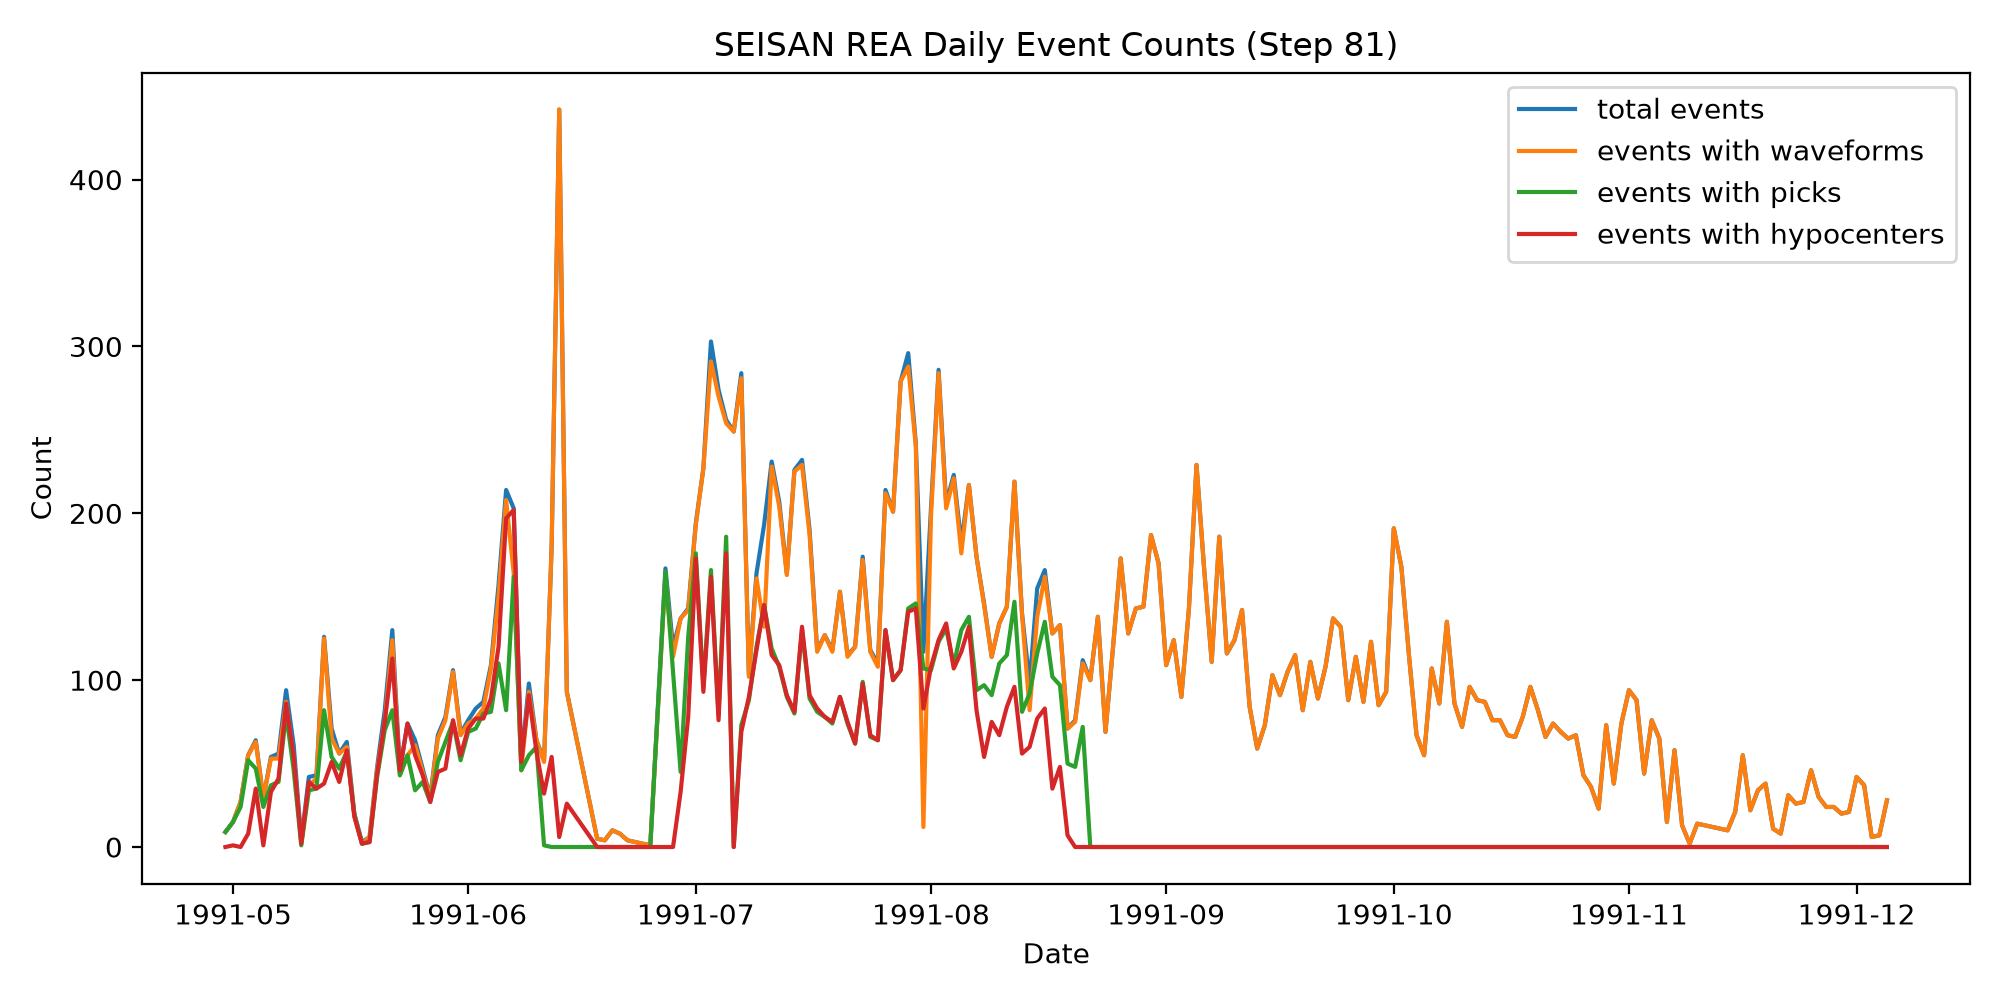 SEISAN REA Daily Event Counts (Step 81)
total events
events with waveforms
events with picks
events with hypocenters
400
300
200
100
0
Count
1991-05 1991-06 1991-07 1991-08 1991-09 1991-10 1991-11 1991-12
Date